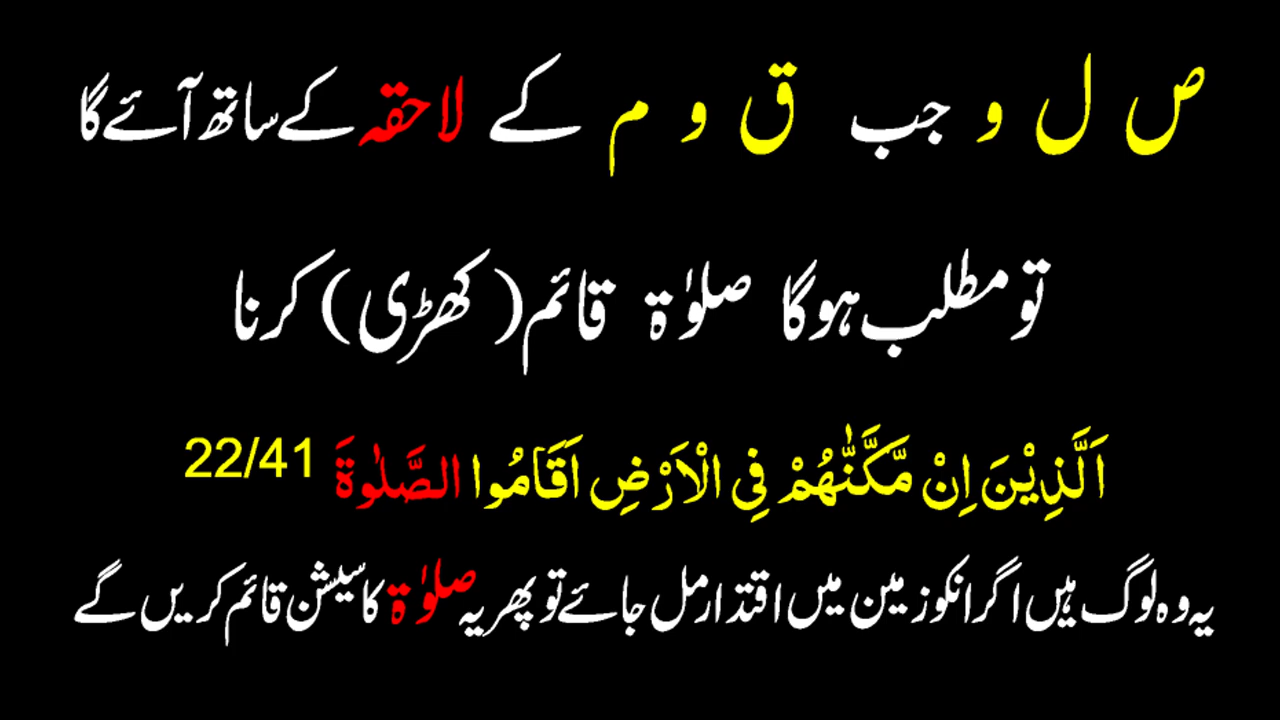 ص ل و جب ق و م کے لاحقہ کے ساتھ آئے گا
تو مطلب ہوگا صلوٰۃ قائم (کھڑی) کرنا
اَلَّذِیْنَ اِنْ مَّکَّنّٰھُمْ فِی الْاَرْضِ اَقَامُوا الصَّلٰوۃَ 22/41
یہ وہ لوگ ہیں اگر انکو زمین میں اقتدار مل جائے تو پھر یہ صلوٰۃ کا سیشن قائم کریں گے